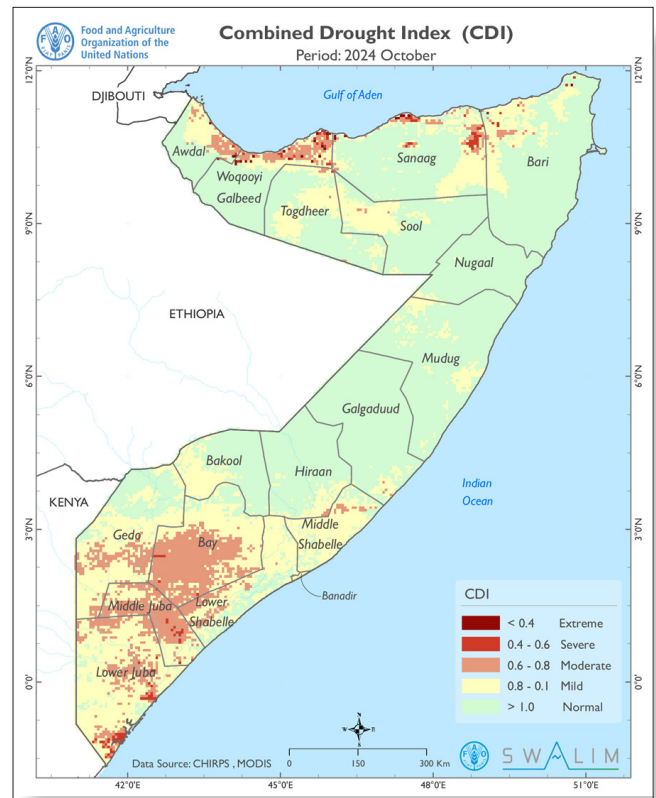 Food and Agriculture
Organization of the
United Nations
Combined Drought Index (CDI)
Period: 2024 October
12°0'N
12°0'N
DJIBOUTI
Gulf of Aden
Awdal
Sanaag
Bari
Woqooyi
Galbeed
Togdheer
Sool
9°0'N
9°0'N
Nugaal
ETHIOPIA
Mudug
6°0'N
6°0'N
Galgaduud
Bakool
Hiraan
Indian
Ocean
KENYA
3°0'N
3°0'N
Gedo
Bay
Middle
Shabelle
Banadir
Middle Juba
Lower
Shabelle
Lower Juba
0°0'
0°0'
CDI
< 0.4 Extreme
0.4 - 0.6 Severe
0.6 - 0.8 Moderate
0.8 - 0.1 Mild
> 1.0 Normal
N
W E
S
Data Source: CHIRPS , MODIS
0 150 300 Km
SWALIM
42°0'E 45°0'E 48°0'E 51°0'E